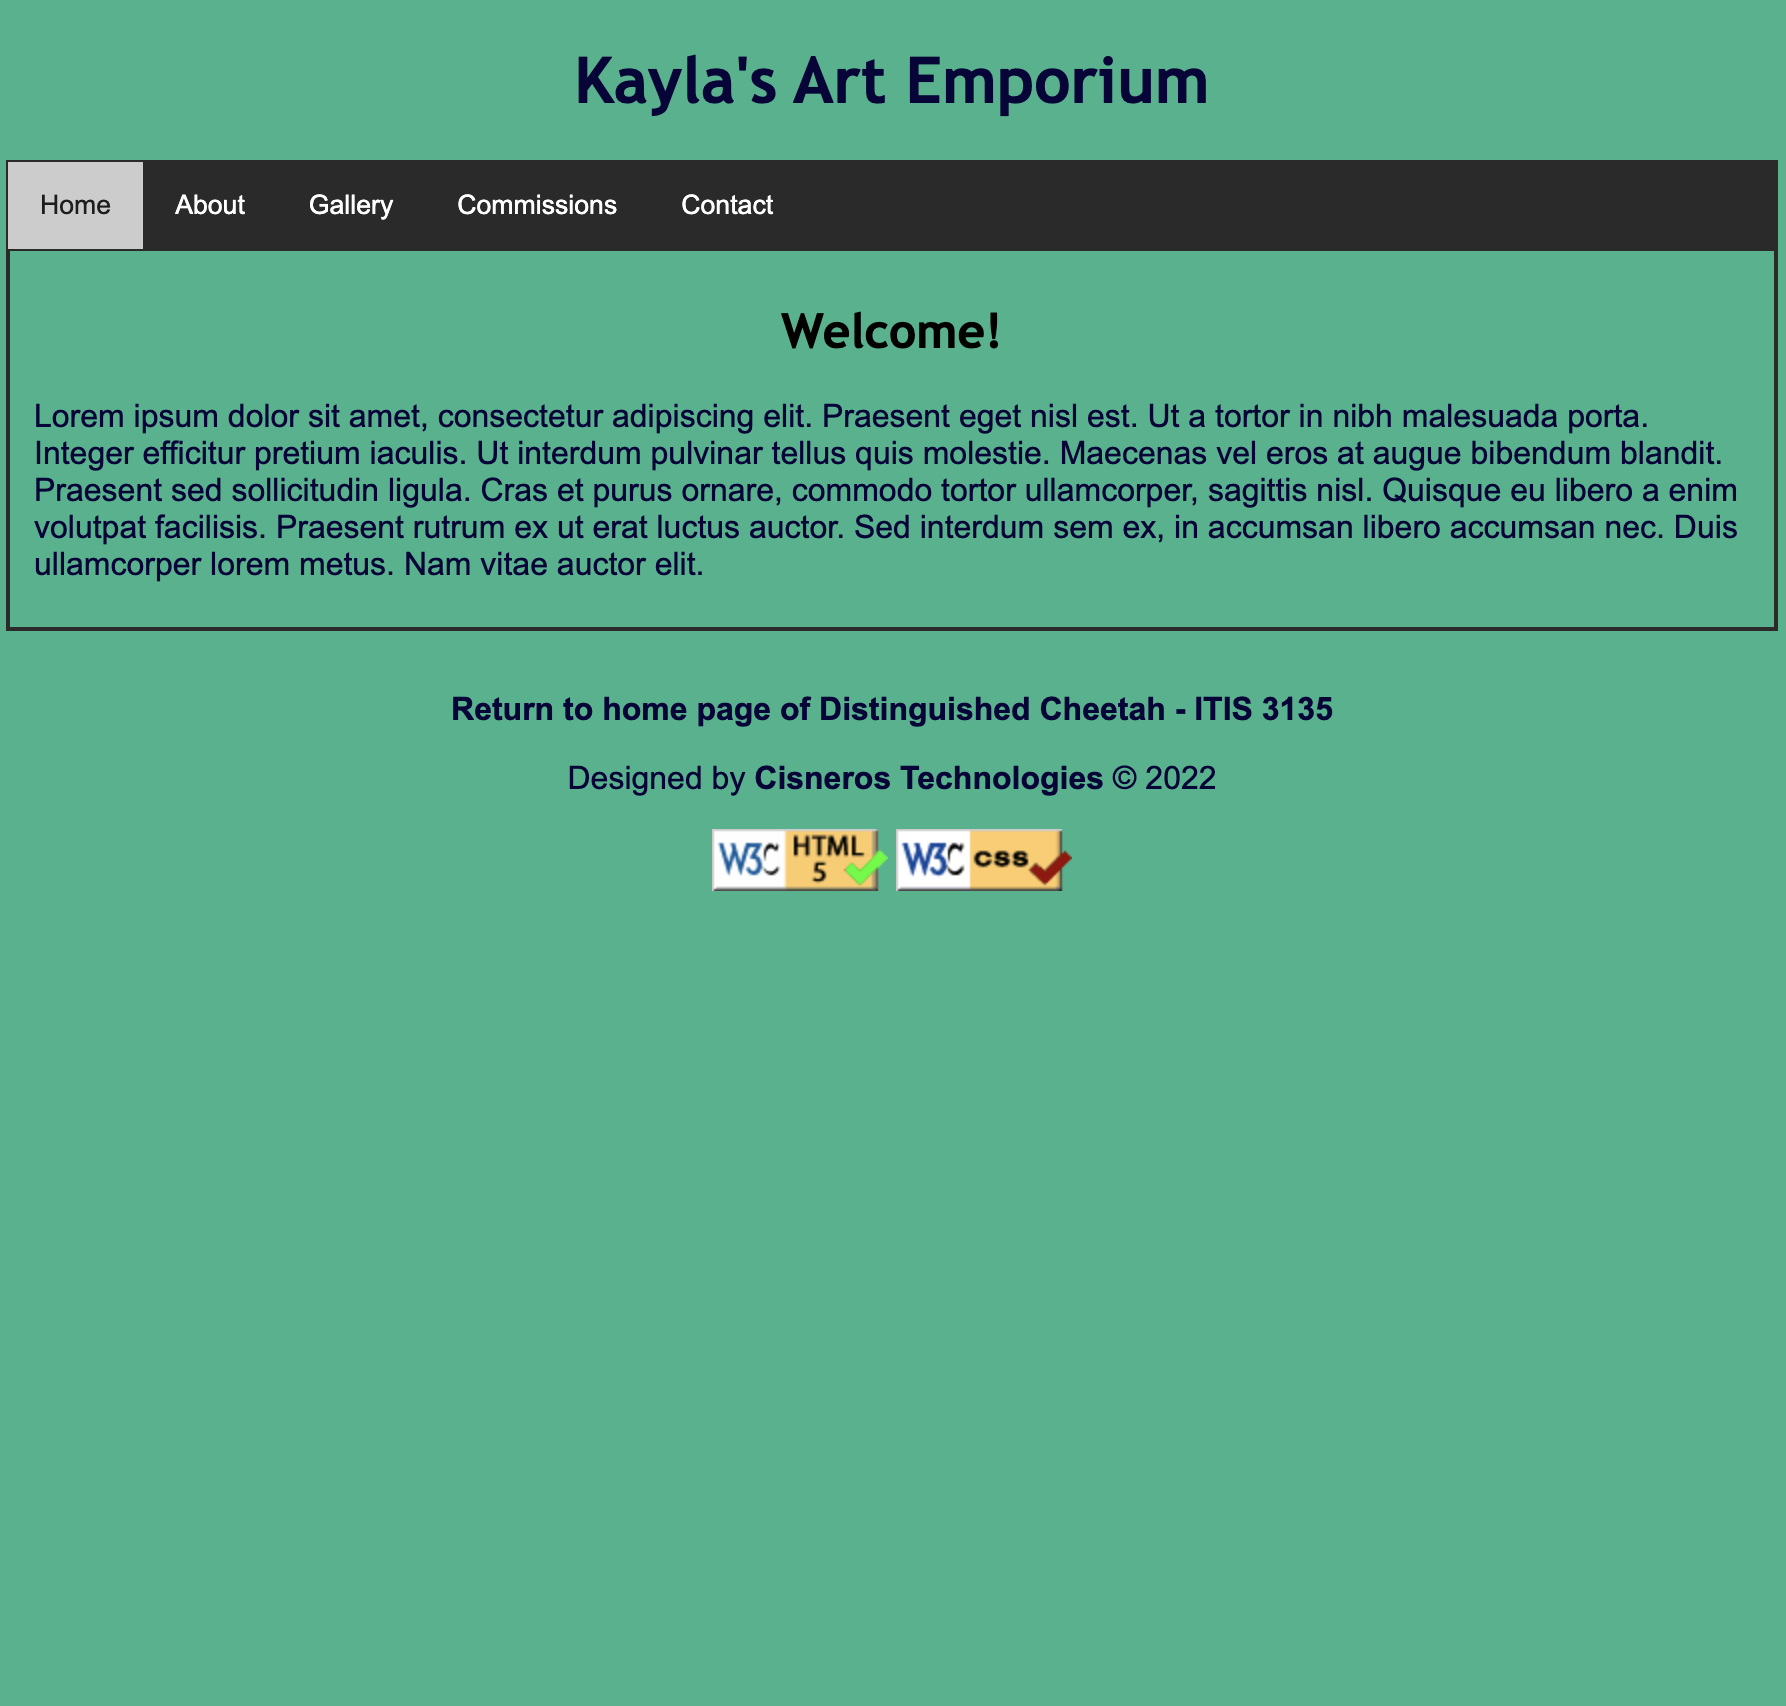 Kayla's Art Emporium
Home About Gallery Commissions Contact
Welcome!
Lorem ipsum dolor sit amet, consectetur adipiscing elit. Praesent eget nisl est. Ut a tortor in nibh malesuada porta.
Integer efficitur pretium iaculis. Ut interdum pulvinar tellus quis molestie. Maecenas vel eros at augue bibendum blandit.
Praesent sed sollicitudin ligula. Cras et purus ornare, commodo tortor ullamcorper, sagittis nisl. Quisque eu libero a enim
volutpat facilisis. Praesent rutrum ex ut erat luctus auctor. Sed interdum sem ex, in accumsan libero accumsan nec. Duis
ullamcorper lorem metus. Nam vitae auctor elit.
Return to home page of Distinguished Cheetah - ITIS 3135
Designed by Cisneros Technologies © 2022
W3C HTML 5 W3C css